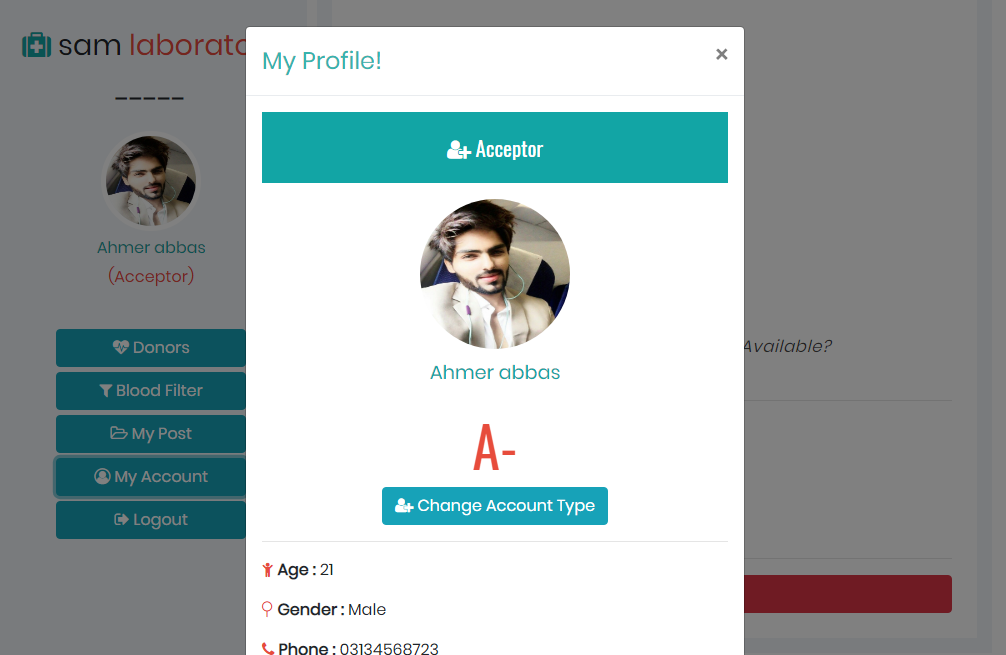 sam laborato
My Profile!
×
-----
Acceptor
Ahmer abbas
(Acceptor)
Ahmer abbas
A-
Donors
Blood Filter
My Post
My Account
Logout
Change Account Type
Age : 21
Gender : Male
Phone : 03134568723
Available?